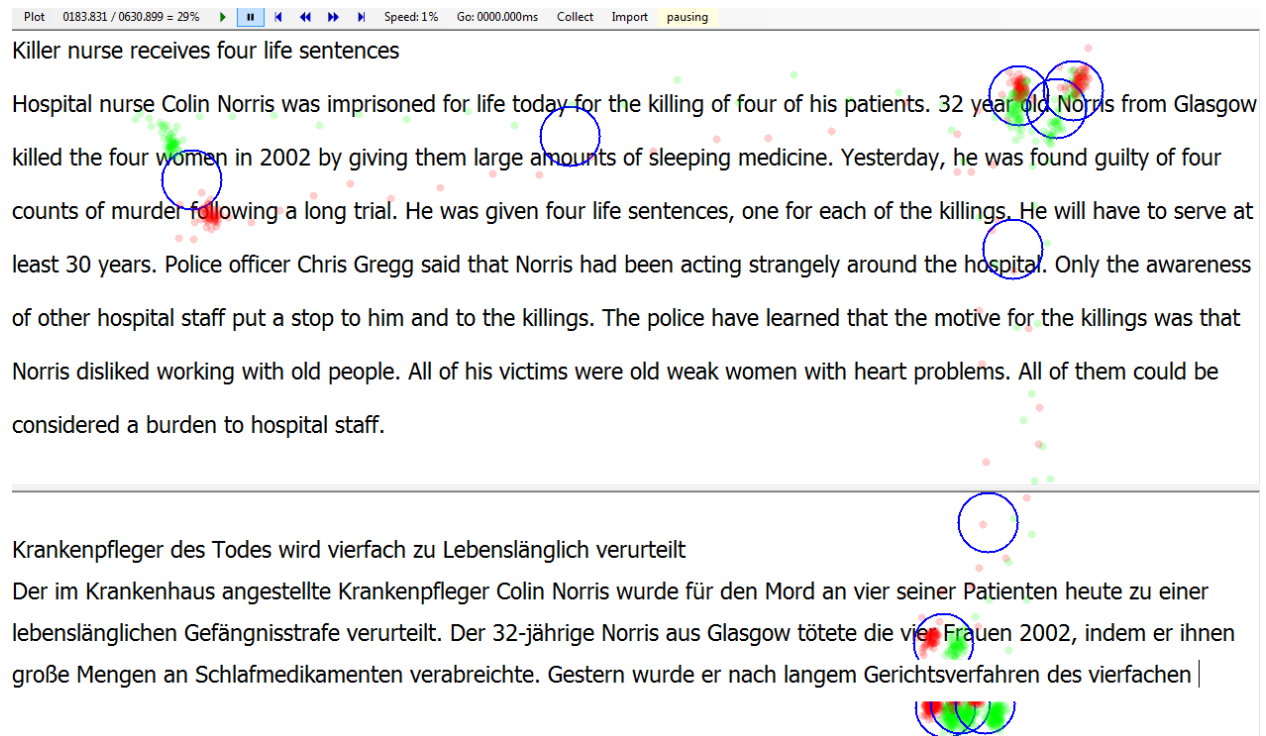 Plot 0183.831 / 0630.899 = 29% Speed: 1% Go: 0000.000ms Collect Import pausing
Killer nurse receives four life sentences
Hospital nurse Colin Norris was imprisoned for life today for the killing of four of his patients. 32 year old Norris from Glasgow
killed the four women in 2002 by giving them large amounts of sleeping medicine. Yesterday, he was found guilty of four
counts of murder following a long trial. He was given four life sentences, one for each of the killings. He will have to serve at
least 30 years. Police officer Chris Gregg said that Norris had been acting strangely around the hospital. Only the awareness
of other hospital staff put a stop to him and to the killings. The police have learned that the motive for the killings was that
Norris disliked working with old people. All of his victims were old weak women with heart problems. All of them could be
considered a burden to hospital staff.
Krankenpfleger des Todes wird vierfach zu Lebenslänglich verurteilt
Der im Krankenhaus angestellte Krankenpfleger Colin Norris wurde für den Mord an vier seiner Patienten heute zu einer
lebenslänglichen Gefängnisstrafe verurteilt. Der 32-jährige Norris aus Glasgow tötete die vier Frauen 2002, indem er ihnen
große Mengen an Schlafmedikamenten verabreichte. Gestern wurde er nach langem Gerichtsverfahren des vierfachen